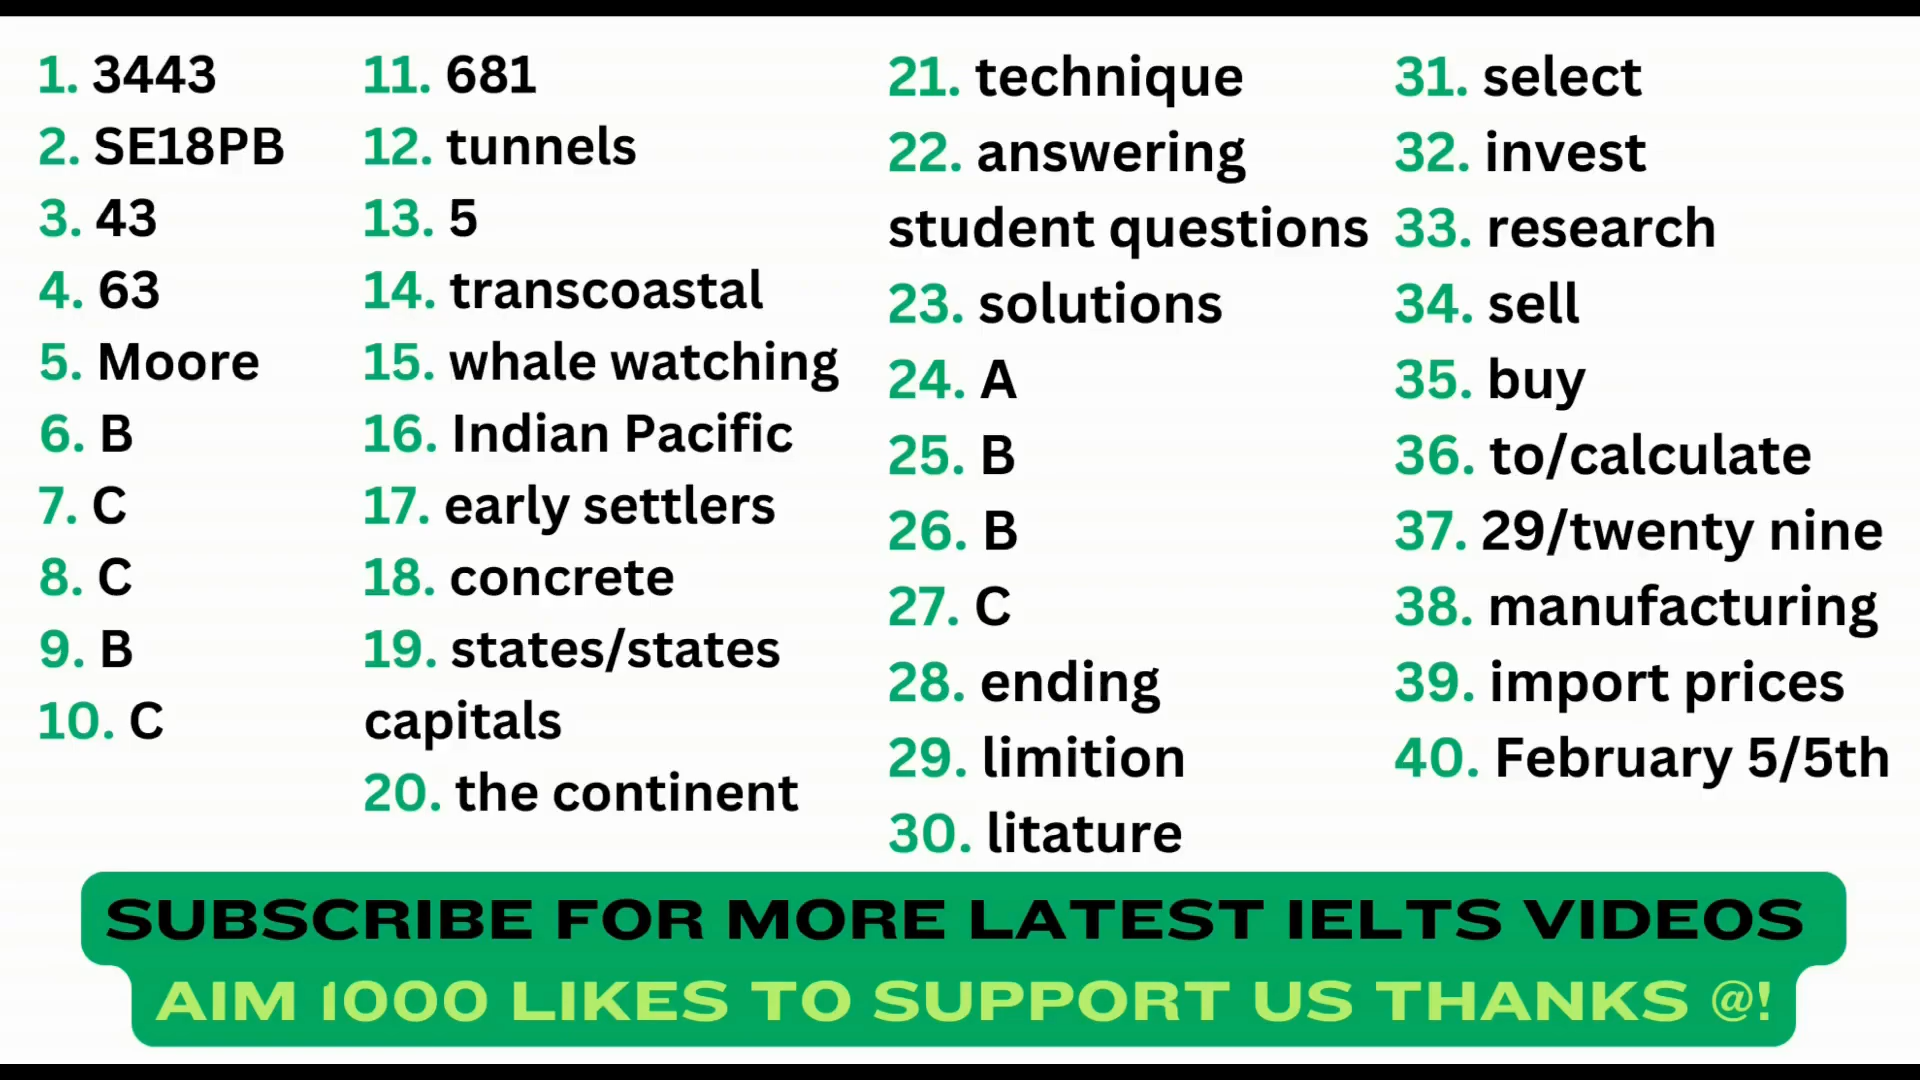 1. 3443
2. SE18PB
3. 43
4. 63
5. Moore
6. B
7. C
8. C
9. B
10. C
11. 681
12. tunnels
13. 5
14. transcoastal
15. whale watching
16. Indian Pacific
17. early settlers
18. concrete
19. states/states
capitals
20. the continent
21. technique
22. answering
student questions
23. solutions
24. A
25. B
26. B
27. C
28. ending
29. limition
30. litature
31. select
32. invest
33. research
34. sell
35. buy
36. to/calculate
37. 29/twenty nine
38. manufacturing
39. import prices
40. February 5/5th
SUBSCRIBE FOR MORE LATEST IELTS VIDEOS
AIM 1000 LIKES TO SUPPORT US THANKS @!